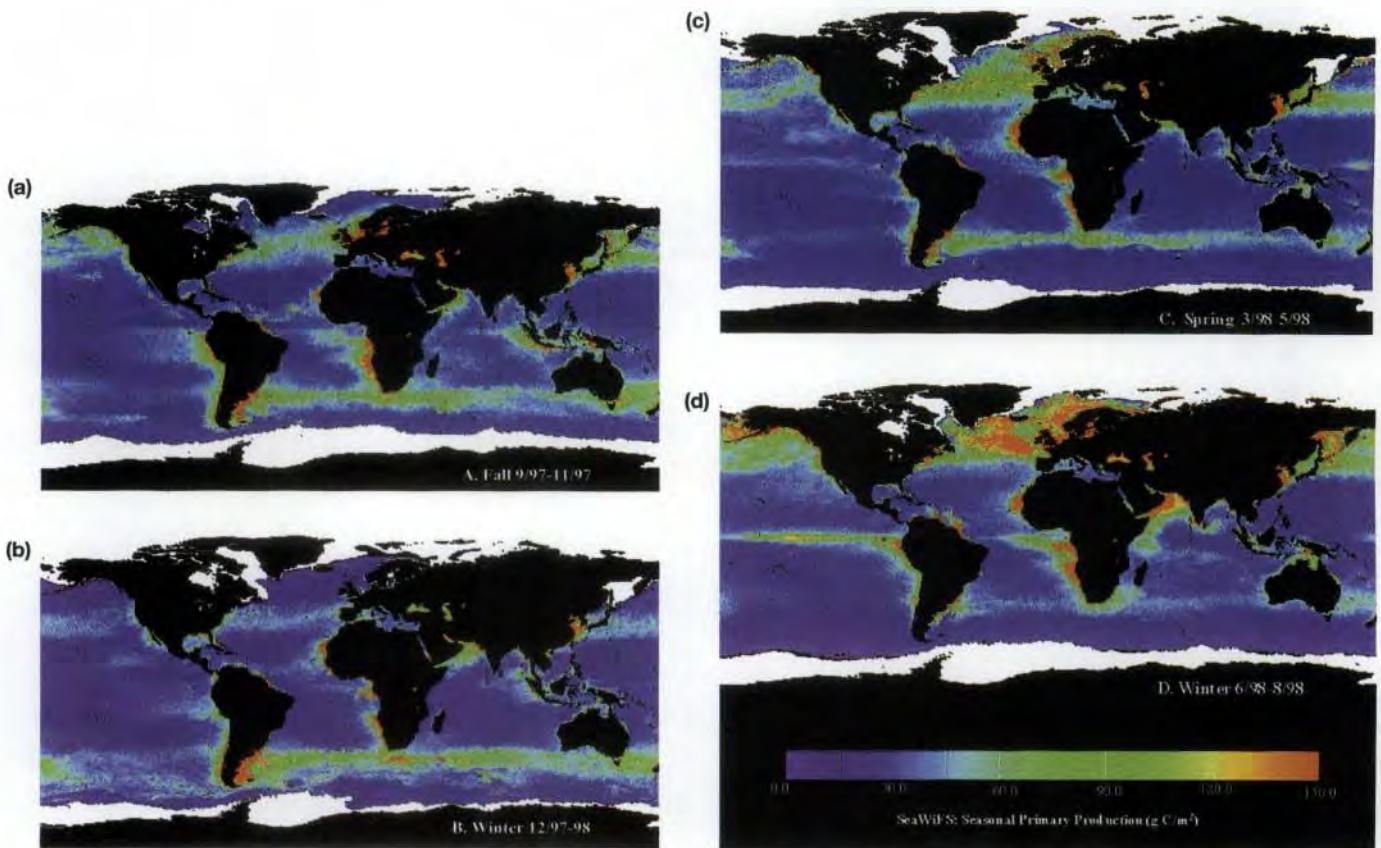 (a)
A. Fall 9/97-11/97
(b)
B. Winter 12/97-98
(c)
C. Spring 3/98-5/98
(d)
D. Winter 6/98-8/98
0.0 30.0 60.0 90.0 120.0 150.0
SeaWiFS: Seasonal Primary Production (g C/m²)